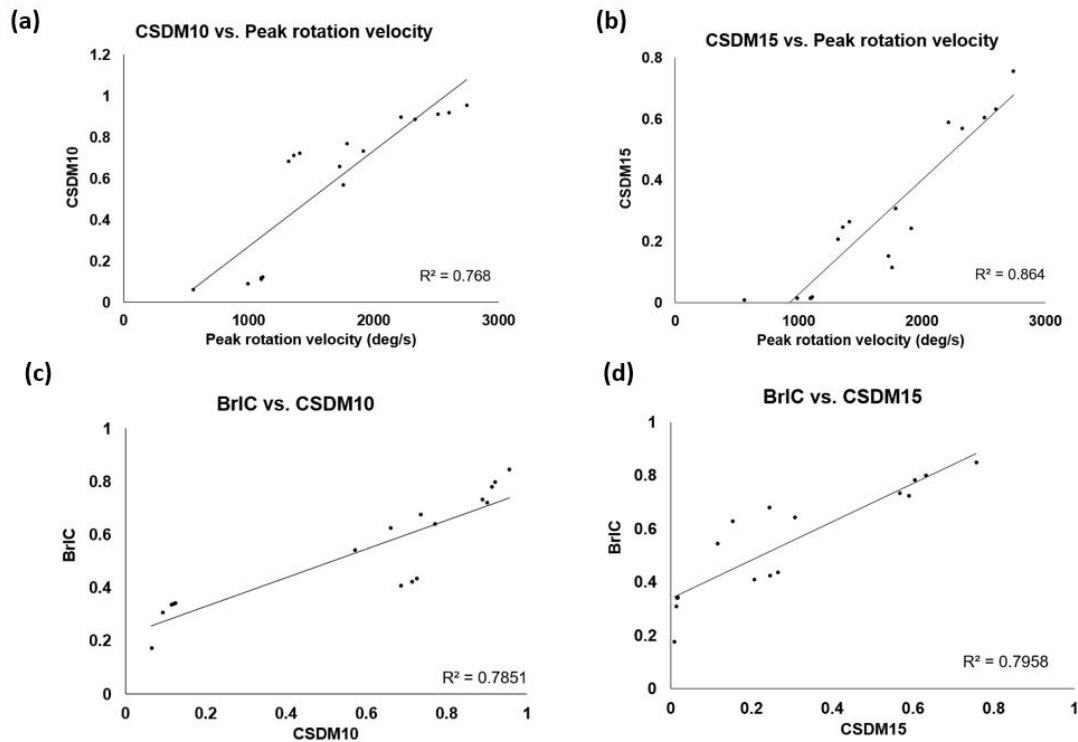 (a)
CSDM10 vs. Peak rotation velocity
1.2
1
0.8
0.6
0.4
0.2
0
CSDM10
R² = 0.768
0 1000 2000 3000
Peak rotation velocity (deg/s)
(b)
CSDM15 vs. Peak rotation velocity
0.8
0.6
0.4
0.2
0
CSDM15
R² = 0.864
0 1000 2000 3000
Peak rotation velocity (deg/s)
(c)
BrIC vs. CSDM10
1
0.8
0.6
0.4
0.2
0
BrIC
R² = 0.7851
0 0.2 0.4 0.6 0.8 1
CSDM10
(d)
BrIC vs. CSDM15
1
0.8
0.6
0.4
0.2
0
BrIC
R² = 0.7958
0 0.2 0.4 0.6 0.8 1
CSDM15